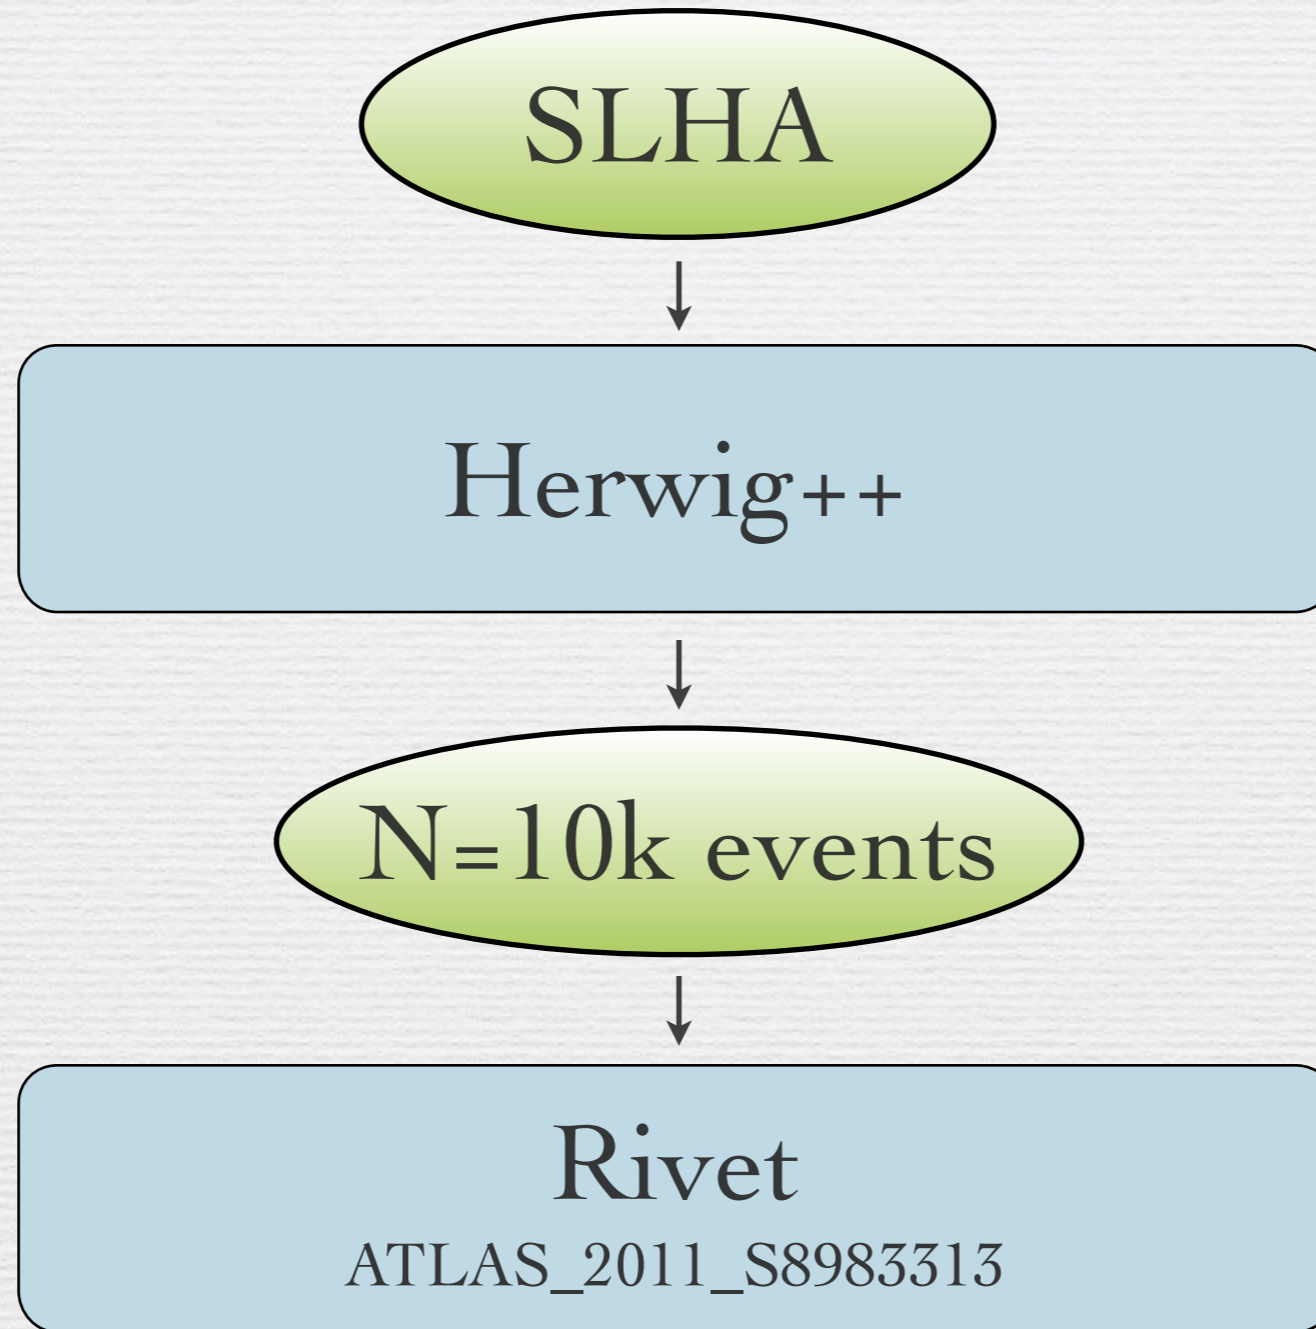 SLHA
Herwig++
N=10k events
Rivet
ATLAS_2011_S8983313